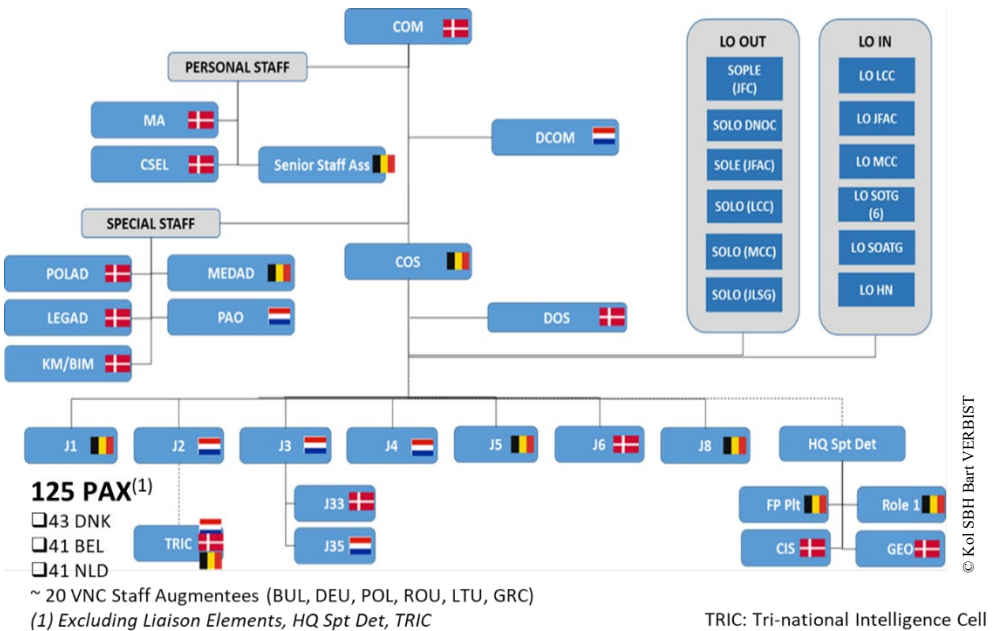 COM
PERSONAL STAFF
MA
CSEL
Senior Staff Ass
DCOM
SPECIAL STAFF
POLAD
MEDAD
LEGAD
PAO
KM/BIM
COS
DOS
LO OUT
SOPLE
(JFC)
SOLO DNOC
SOLE (JFAC)
SOLO (LCC)
SOLO (MCC)
SOLO (JLSG)
LO IN
LO LCC
LO JFAC
LO MCC
LO SOTG
(6)
LO SOATG
LO HN
J1
J2
J3
J4
J5
J6
J8
HQ Spt Det
TRIC
J33
J35
FP Plt
Role 1
CIS
GEO
125 PAX(1)
❑43 DNK
❑41 BEL
❑41 NLD
~ 20 VNC Staff Augmentees (BUL, DEU, POL, ROU, LTU, GRC)
(1) Excluding Liaison Elements, HQ Spt Det, TRIC
TRIC: Tri-national Intelligence Cell
© Kol SBH Bart VERBIST